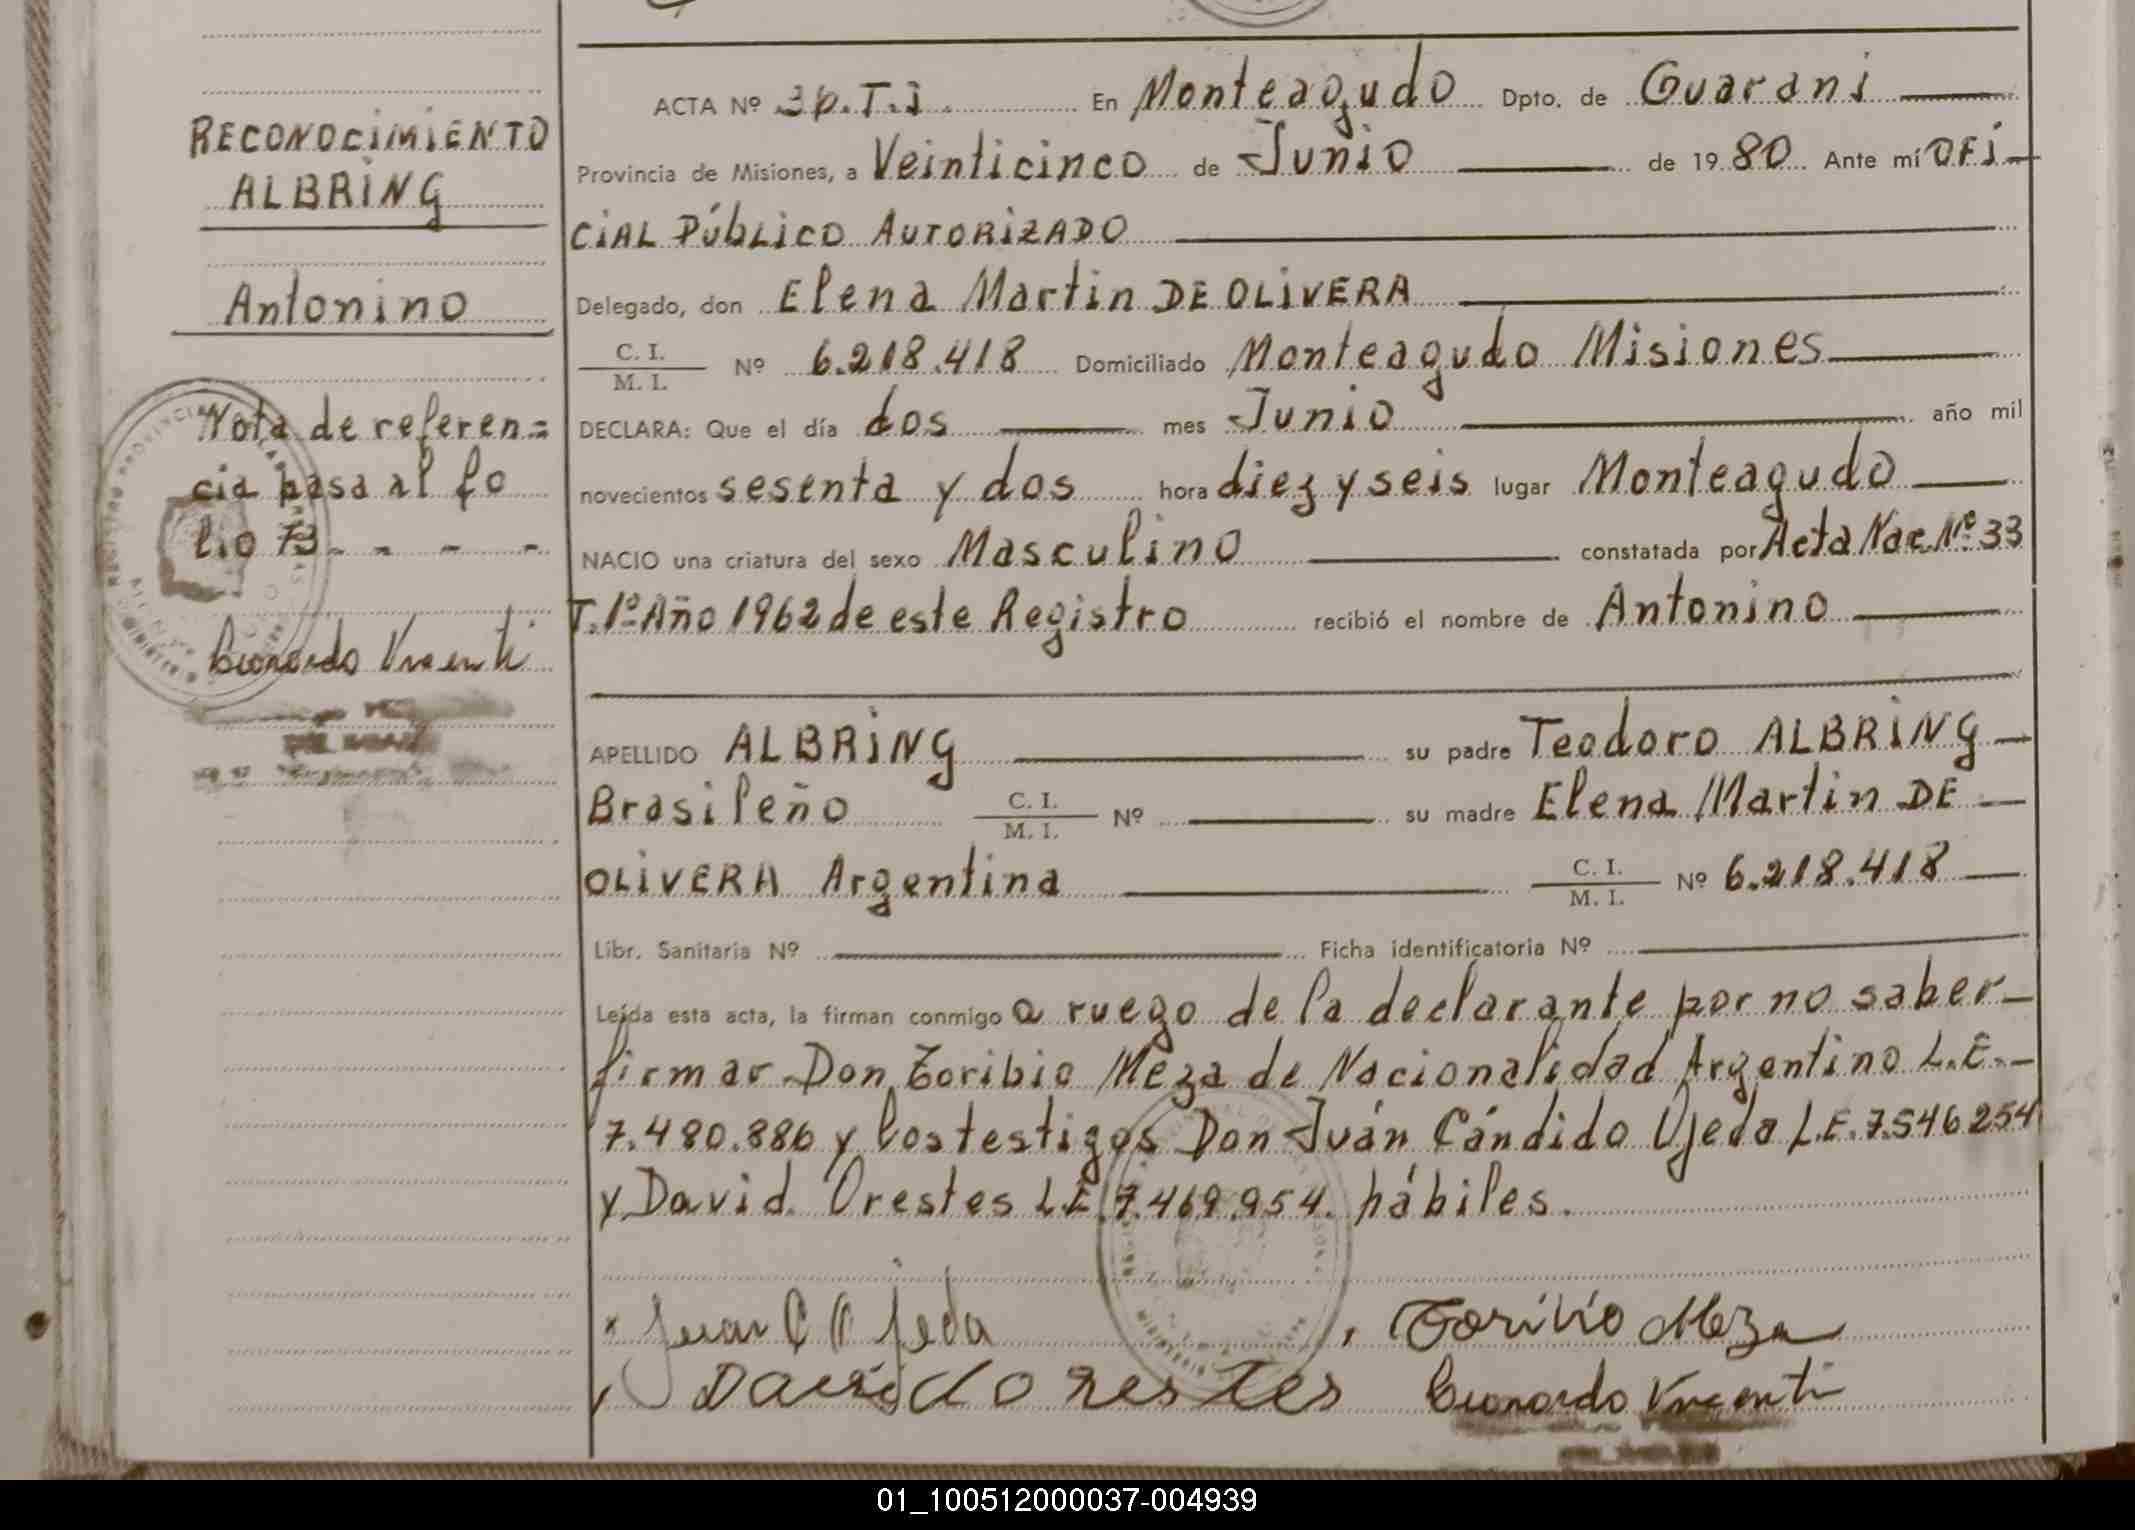 RECONOCIMIENTO
ALBRING
Antonino
Nota de referen=
cia pasa al fo
lio 73 - - - -
Leonardo Vicenti
ACTA Nº En Monteagudo Dpto. de Guarani
Provincia de Misiones, a Veinticinco de Junio de 1980 Ante mí OFI-
CIAL PÚBLICO AUTORIZADO
Delegado, don Elena Martin DE OLIVERA
C. I.
M. I. Nº 6.218.418 Domiciliado Monteagudo Misiones
DECLARA: Que el día dos mes Junio año mil
novecientos sesenta y dos hora diez y seis lugar Monteagudo
NACIO una criatura del sexo Masculino constatada por Acta Nac. Nº 33
T. 1º Año 1962 de este Registro recibió el nombre de Antonino
APELLIDO ALBRING su padre Teodoro ALBRING
Brasileño C. I.
M. I. Nº su madre Elena Martin DE
OLIVERA Argentina C. I.
M. I. Nº 6.218.418
Libr. Sanitaria Nº Ficha identificatoria Nº
Leída esta acta, la firman conmigo a ruego de la declarante por no saber
firmar Don Toribio Meza de Nacionalidad Argentino L.E.-
7.480.886 y los testigos Don Juán Cándido Ojeda L.E. 7.546.254
y David Orestes L.E. 7.469.954. hábiles.
Juan C Ojeda Torivio Meza
David Orestes Leonardo Vicenti
01_100512000037-004939